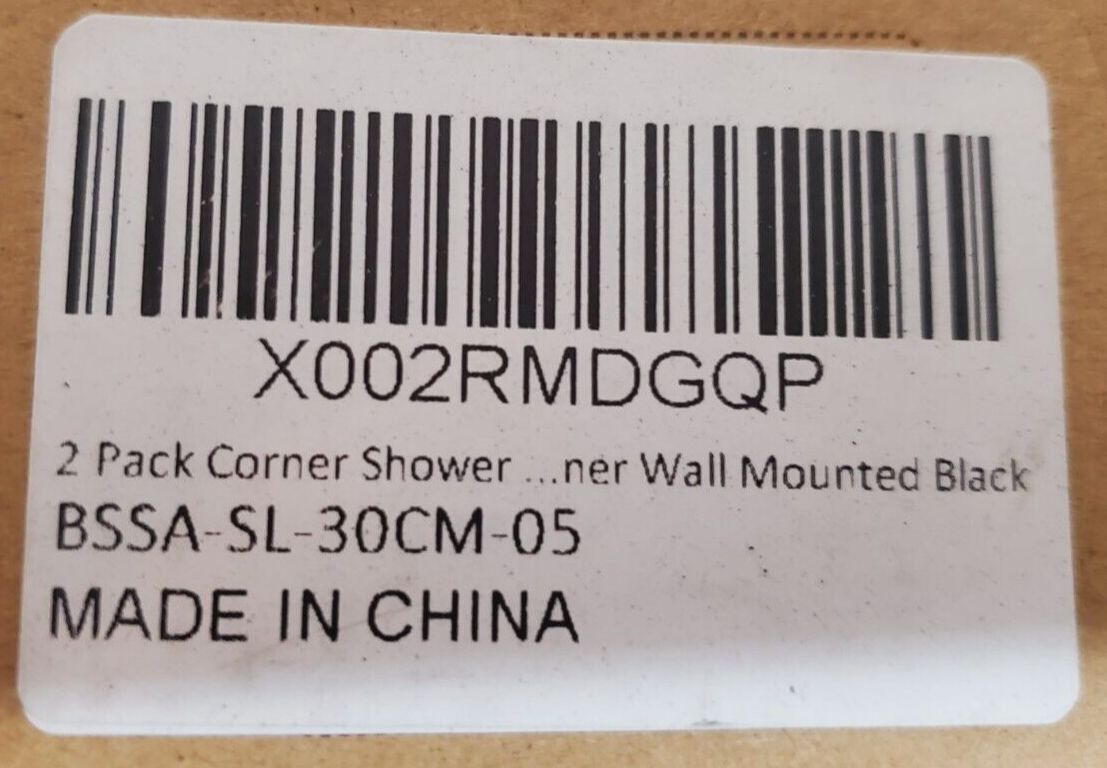 X002RMDGQP
2 Pack Corner Shower ...ner Wall Mounted Black
BSSA-SL-30CM-05
MADE IN CHINA